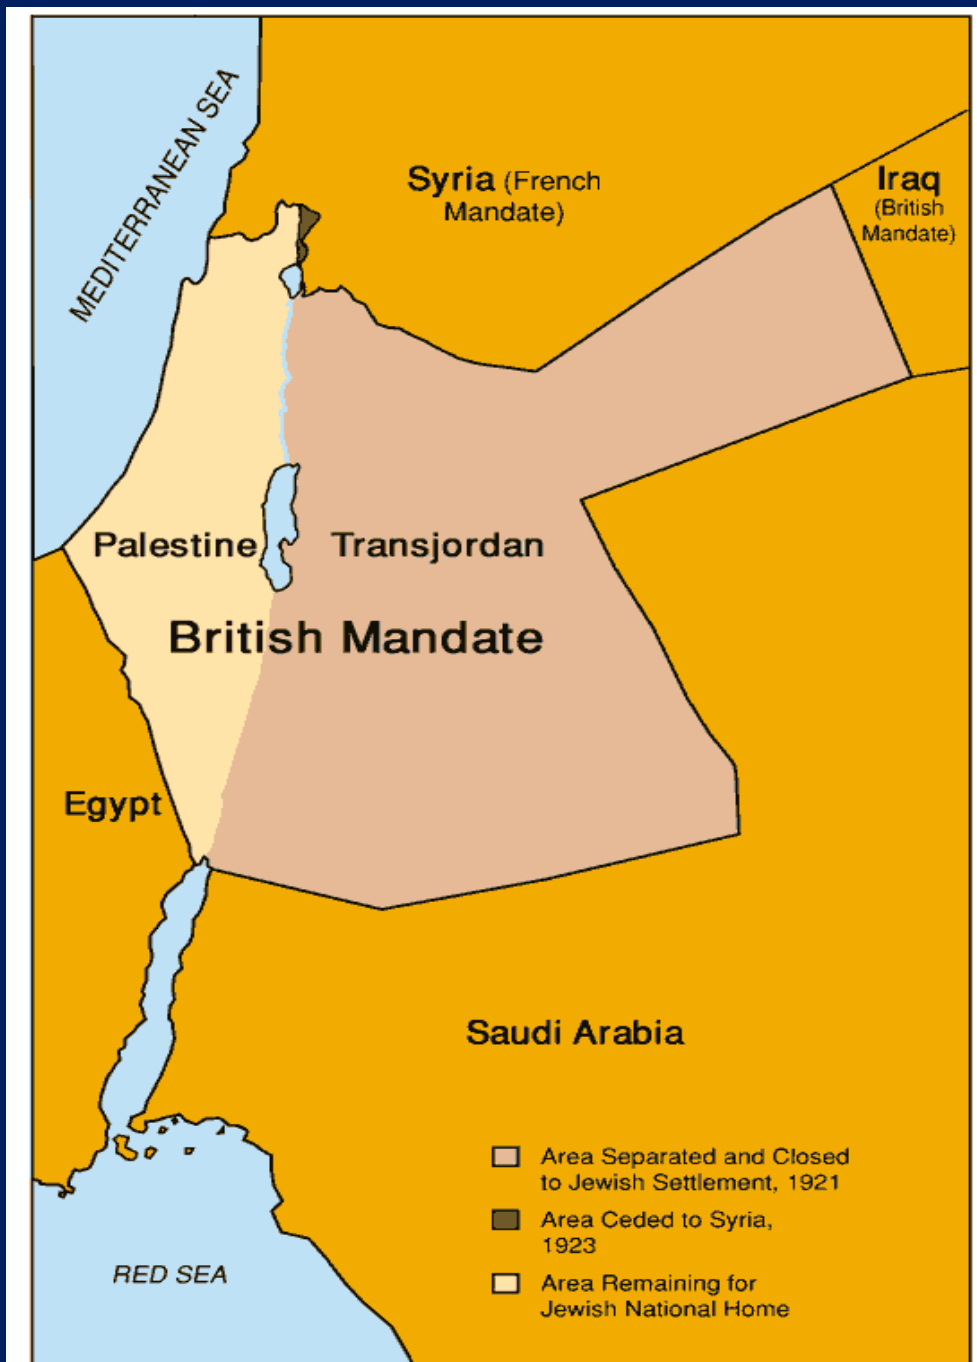 MEDITERRANEAN SEA
Syria (French
Mandate)
Iraq
(British
Mandate)
Palestine
Transjordan
British Mandate
Egypt
Saudi Arabia
Area Separated and Closed
to Jewish Settlement, 1921
Area Ceded to Syria,
1923
Area Remaining for
Jewish National Home
RED SEA